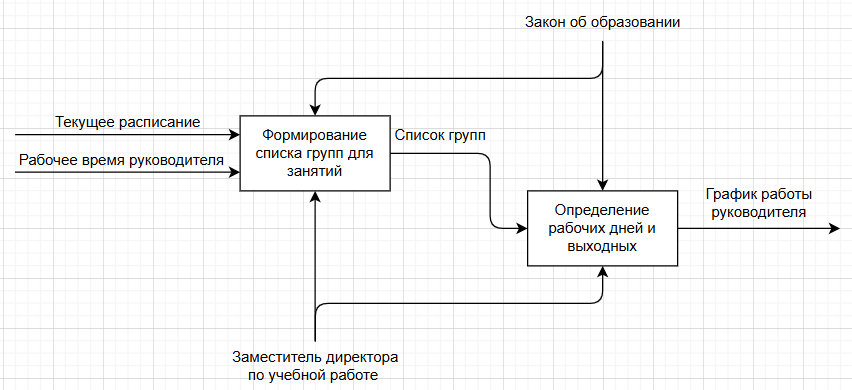 Закон об образовании
Текущее расписание
Рабочее время руководителя
Формирование
списка групп для
занятий
Список групп
Определение
рабочих дней и
выходных
График работы
руководителя
Заместитель директора
по учебной работе